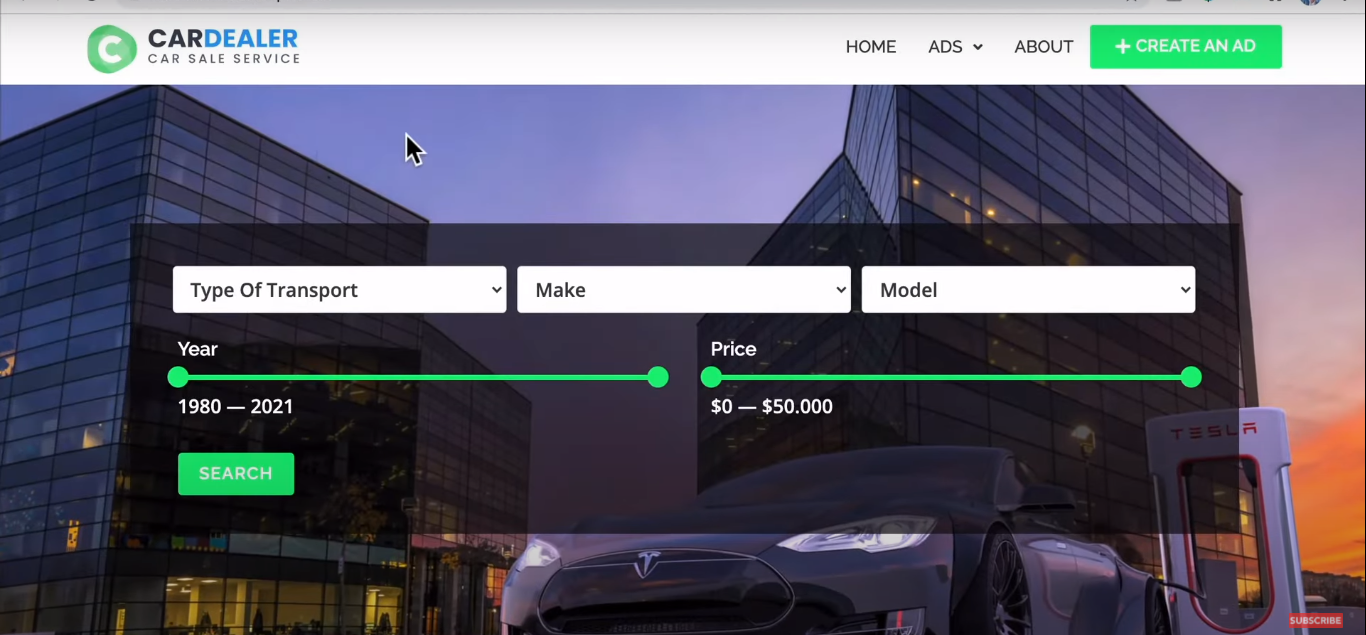 CARDEALER
CAR SALE SERVICE
HOME
ADS
ABOUT
+ CREATE AN AD
Type Of Transport
Make
Model
Year
Price
1980 — 2021
$0 — $50.000
TESLA
SEARCH
SUBSCRIBE